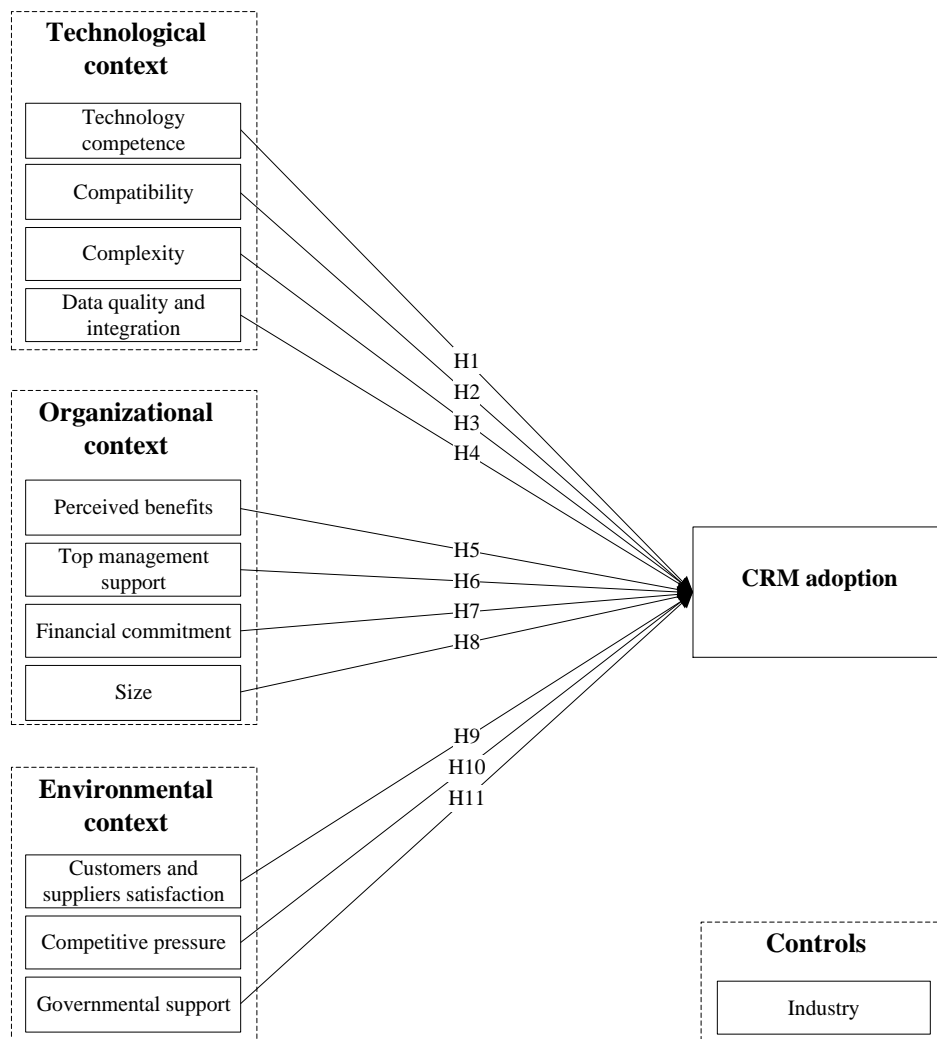 Technological
context
Technology
competence
Compatibility
Complexity
Data quality and
integration
H1
H2
H3
H4
Organizational
context
Perceived benefits
Top management
support
Financial commitment
Size
H5
H6
H7
H8
CRM adoption
Environmental
context
Customers and
suppliers satisfaction
Competitive pressure
Governmental support
H9
H10
H11
Controls
Industry